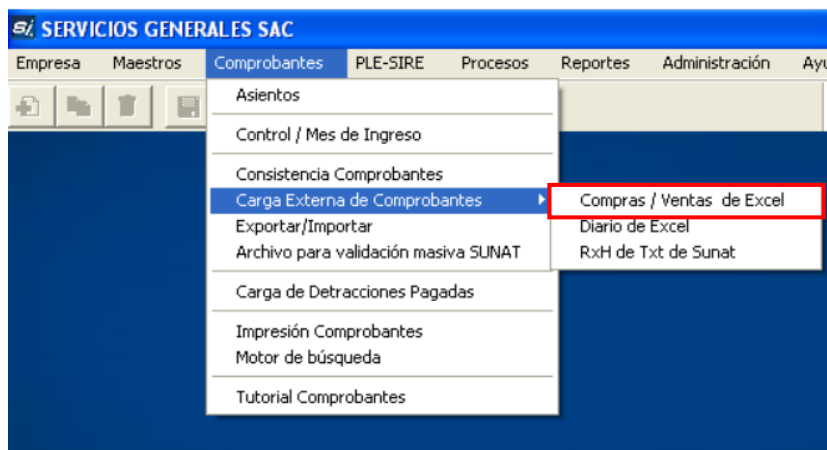 Si. SERVICIOS GENERALES SAC
Empresa Maestros Comprobantes PLE-SIRE Procesos Reportes Administración
Asientos
Control / Mes de Ingreso
Consistencia Comprobantes
Carga Externa de Comprobantes
Exportar/Importar
Archivo para validación masiva SUNAT
Carga de Detracciones Pagadas
Impresión Comprobantes
Motor de búsqueda
Tutorial Comprobantes
Compras / Ventas de Excel
Diario de Excel
RxH de Txt de Sunat